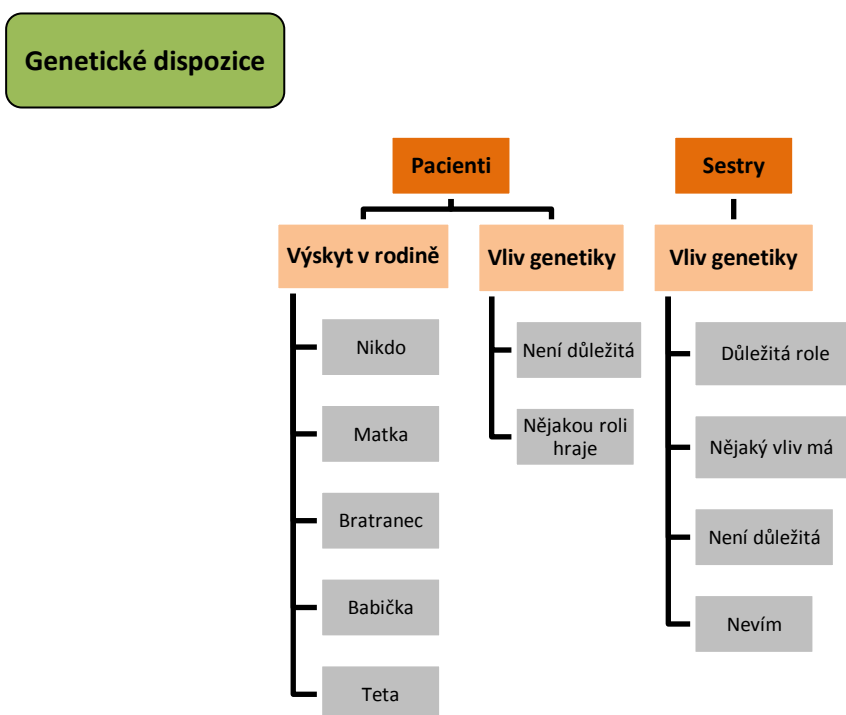 Genetické dispozice
Pacienti
Sestry
Výskyt v rodině
Vliv genetiky
Vliv genetiky
Nikdo
Matka
Bratranec
Babička
Teta
Není důležitá
Nějakou roli
hraje
Důležitá role
Nějaký vliv má
Není důležitá
Nevím